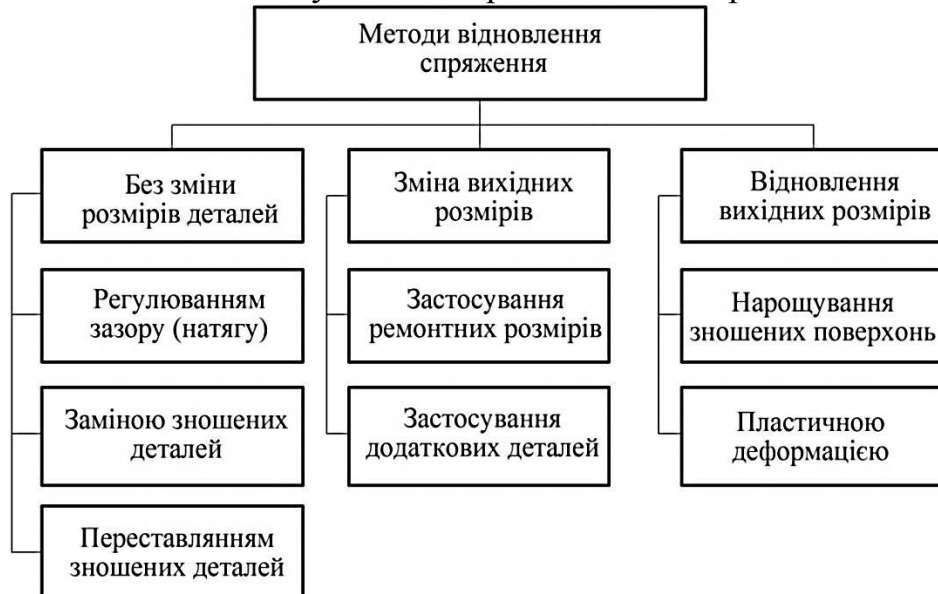 Методи відновлення
спряження
Без зміни
розмірів деталей
Зміна вихідних
розмірів
Відновлення
вихідних розмірів
Регулюванням
зазору (натягу)
Застосування
ремонтних розмірів
Нарощування
зношених поверхонь
Заміною зношених
деталей
Застосування
додаткових деталей
Пластичною
деформацією
Переставлянням
зношених деталей